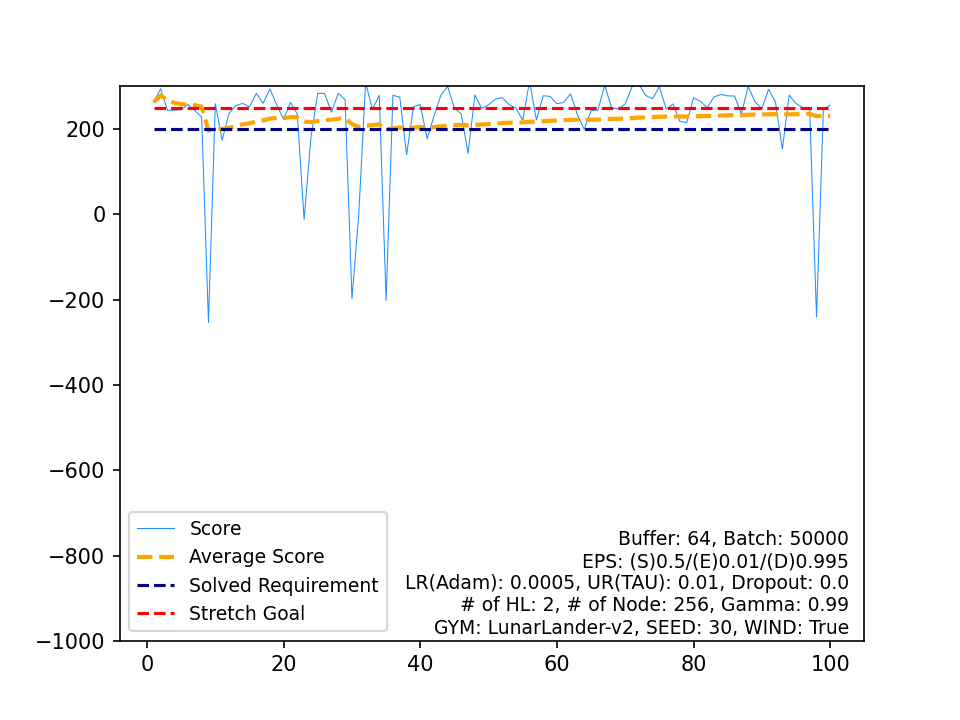 200
0
−200
−400
−600
−800
−1000
0
20
40
60
80
100
Score
Average Score
Solved Requirement
Stretch Goal
Buffer: 64, Batch: 50000
EPS: (S)0.5/(E)0.01/(D)0.995
LR(Adam): 0.0005, UR(TAU): 0.01, Dropout: 0.0
# of HL: 2, # of Node: 256, Gamma: 0.99
GYM: LunarLander-v2, SEED: 30, WIND: True